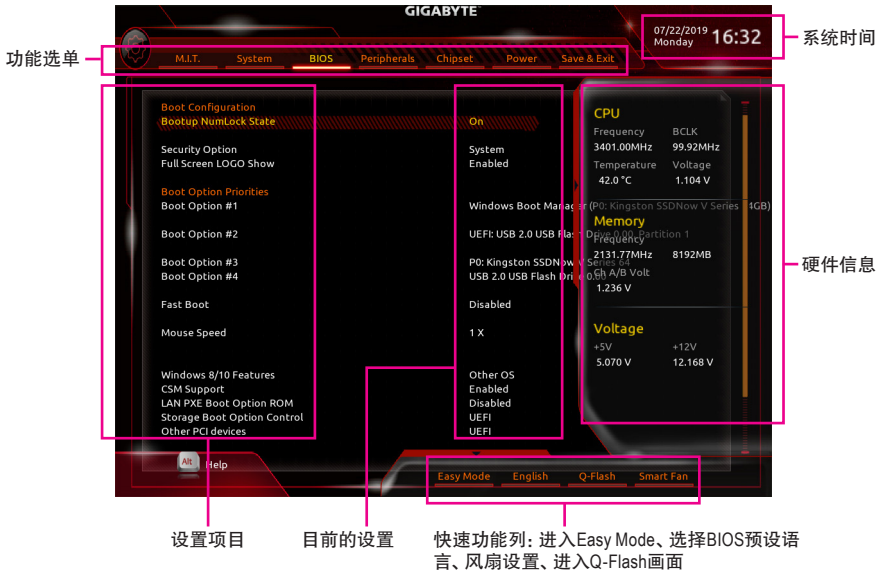 GIGABYTE
07/22/2019
Monday
16:32
系统时间
功能选单
M.I.T. System BIOS Peripherals Chipset Power Save & Exit
Boot Configuration
Bootup NumLock State On
Security Option System
Full Screen LOGO Show Enabled
Boot Option Priorities
Boot Option #1 Windows Boot Manager (P0: Kingston SSDNow V Series 64GB)
Boot Option #2 UEFI: USB 2.0 USB Flash Drive 0.00, Partition 1
Boot Option #3 P0: Kingston SSDNow V Series 64
Boot Option #4 USB 2.0 USB Flash Drive 0.00
Fast Boot Disabled
Mouse Speed 1 X
Windows 8/10 Features Other OS
CSM Support Enabled
LAN PXE Boot Option ROM Disabled
Storage Boot Option Control UEFI
Other PCI devices UEFI
CPU
Frequency BCLK
3401.00MHz 99.92MHz
Temperature Voltage
42.0 °C 1.104 V
Memory
Frequency
2131.77MHz 8192MB
Ch A/B Volt
1.236 V
Voltage
+5V +12V
5.070 V 12.168 V
硬件信息
Alt Help
Easy Mode English Q-Flash Smart Fan
设置项目
目前的设置
快速功能列：进入Easy Mode、选择BIOS预设语
言、风扇设置、进入Q-Flash画面